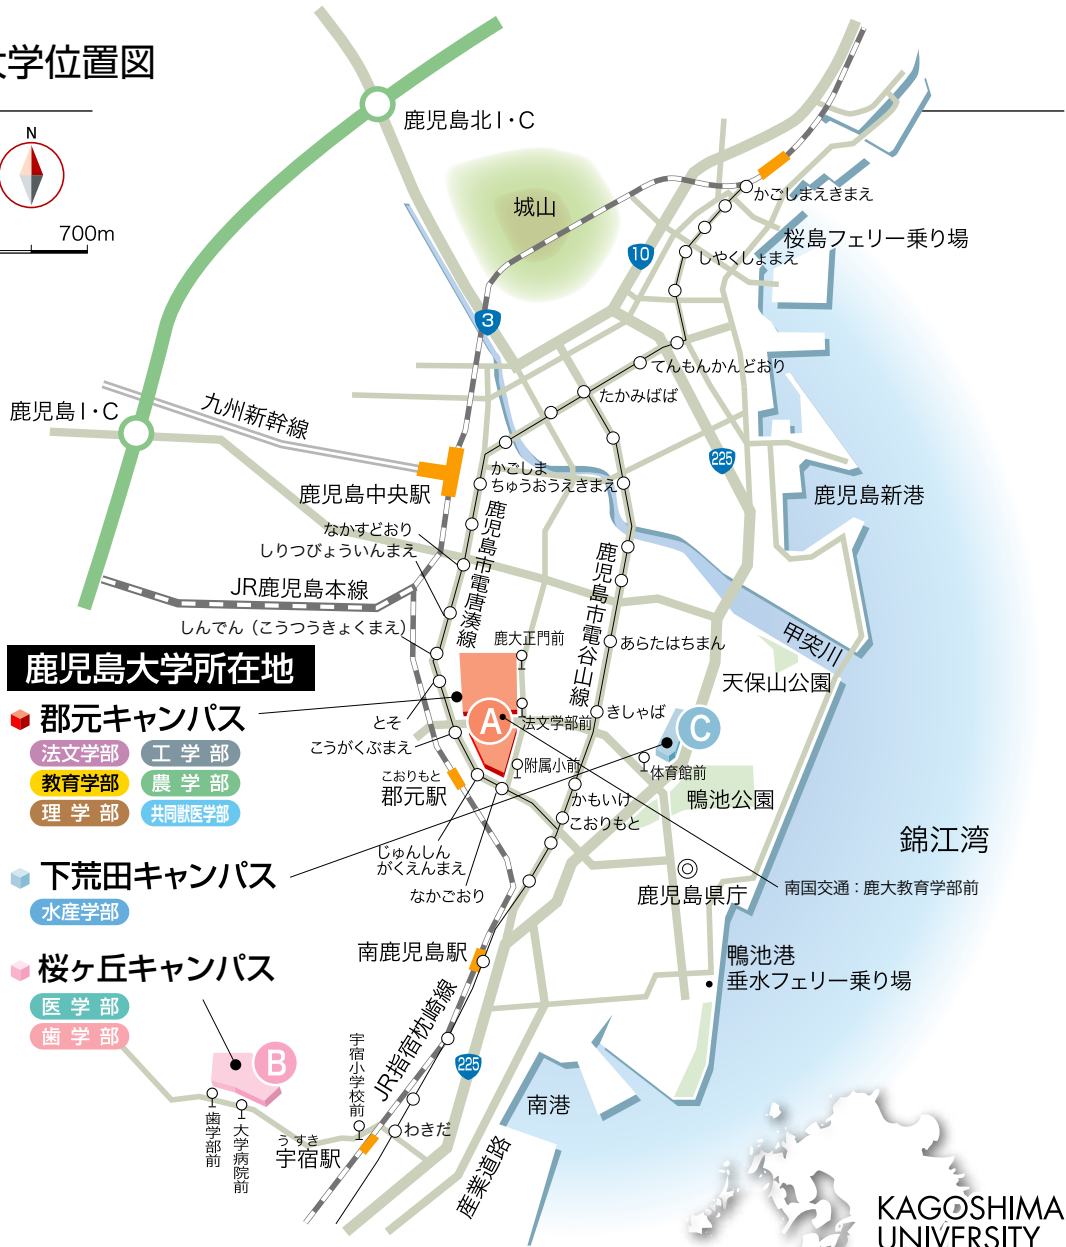 大学位置図
N
700m
鹿児島北I・C
城山
かごしまえきまえ
桜島フェリー乗り場
10
しやくしょまえ
3
てんもんかんどおり
たかみばば
鹿児島I・C
九州新幹線
225
かごしま
ちゅうおうえきまえ
鹿児島中央駅
鹿児島新港
なかすどおり
しりつびょういんまえ
鹿児島市電唐湊線
鹿児島市電谷山線
JR鹿児島本線
しんでん（こうつうきょくまえ）
鹿大正門前
あらたはちまん
甲突川
天保山公園
鹿児島大学所在地
郡元キャンパス
法文学部
工学部
教育学部
農学部
理学部
共同獣医学部
とそ
こうがくぶまえ
A
法文学部前
きしゃば
C
附属小前
体育館前
こおりもと
郡元駅
かもいけ
鴨池公園
こおりもと
じゅんしん
がくえんまえ
なかごおり
錦江湾
下荒田キャンパス
水産学部
鹿児島県庁
南国交通：鹿大教育学部前
南鹿児島駅
鴨池港
垂水フェリー乗り場
桜ヶ丘キャンパス
医学部
歯学部
B
JR指宿枕崎線
宇宿小学校前
225
南港
歯学部前
大学病院前
うすき
宇宿駅
わきだ
産業道路
KAGOSHIMA
UNIVERSITY